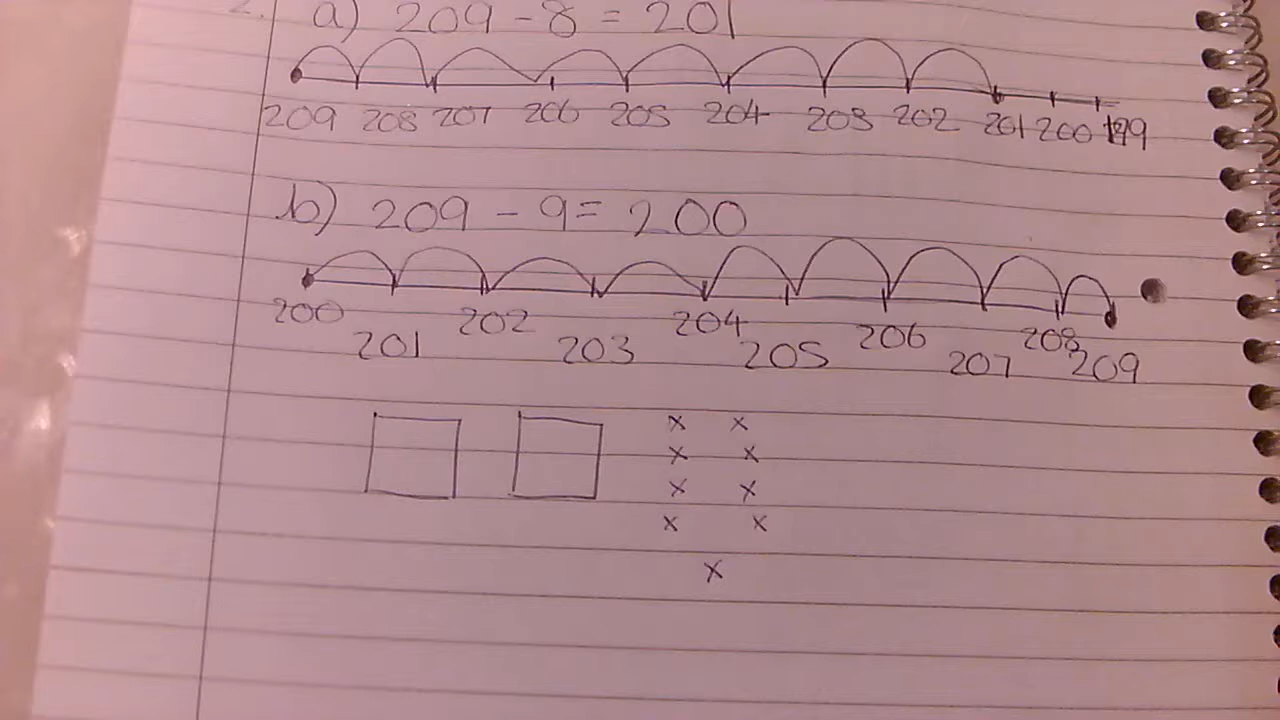 2. a) 209 - 8 = 201
209 208 207 206 205 204 203 202 201 200 199
b) 209 - 9 = 200
200 201 202 203 204 205 206 207 208 209
x x
x x
x x
x x
x